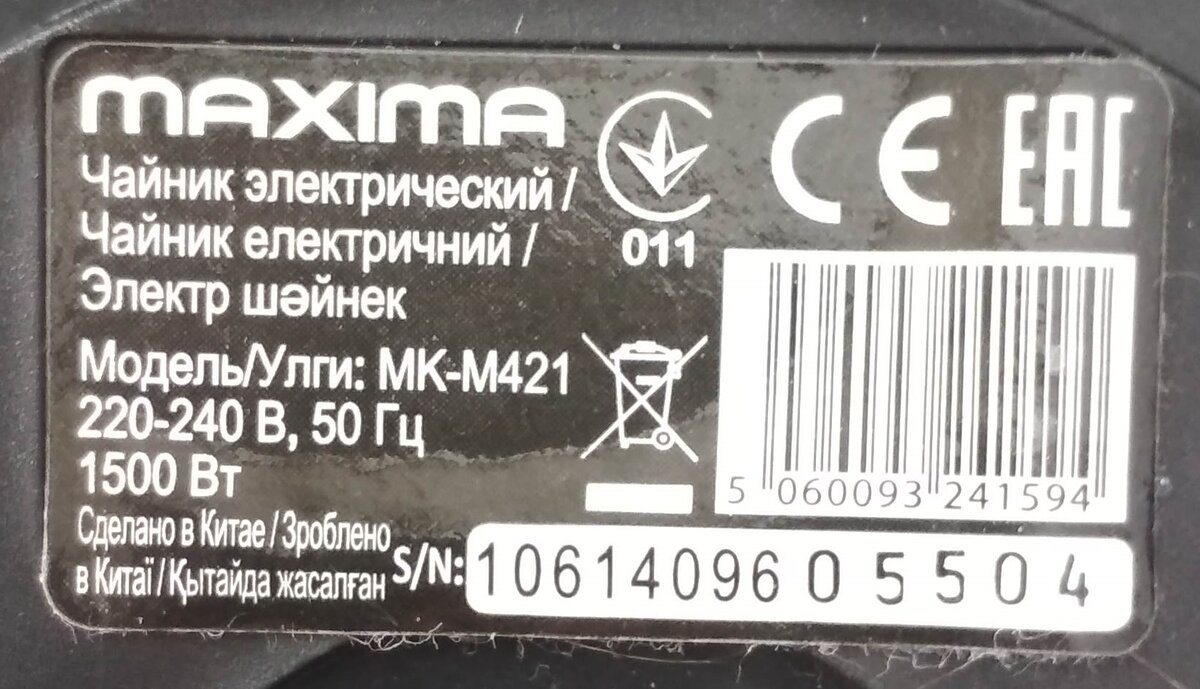 MAXIMA
Чайник электрический /
Чайник електричний /
Электр шәйнек
Модель/Улги: MK-M421
220-240 В, 50 Гц
1500 Вт
Сделано в Китае / Зроблено
в Китаї / Қытайда жасалған
011
CE
EAC
5 060093 241594
S/N: 10614096 0 5 5 0 4